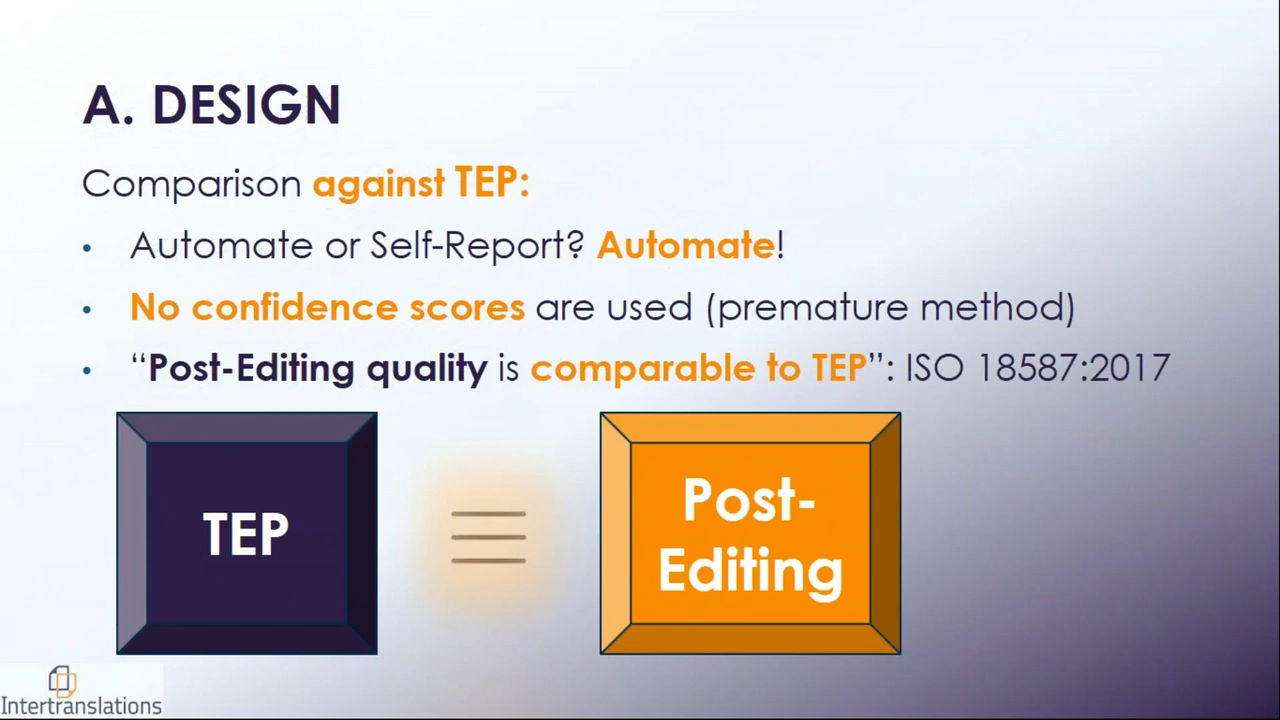 A. DESIGN
Comparison against TEP:
• Automate or Self-Report? Automate!
• No confidence scores are used (premature method)
• “Post-Editing quality is comparable to TEP”: ISO 18587:2017
TEP
Post-
Editing
Intertranslations